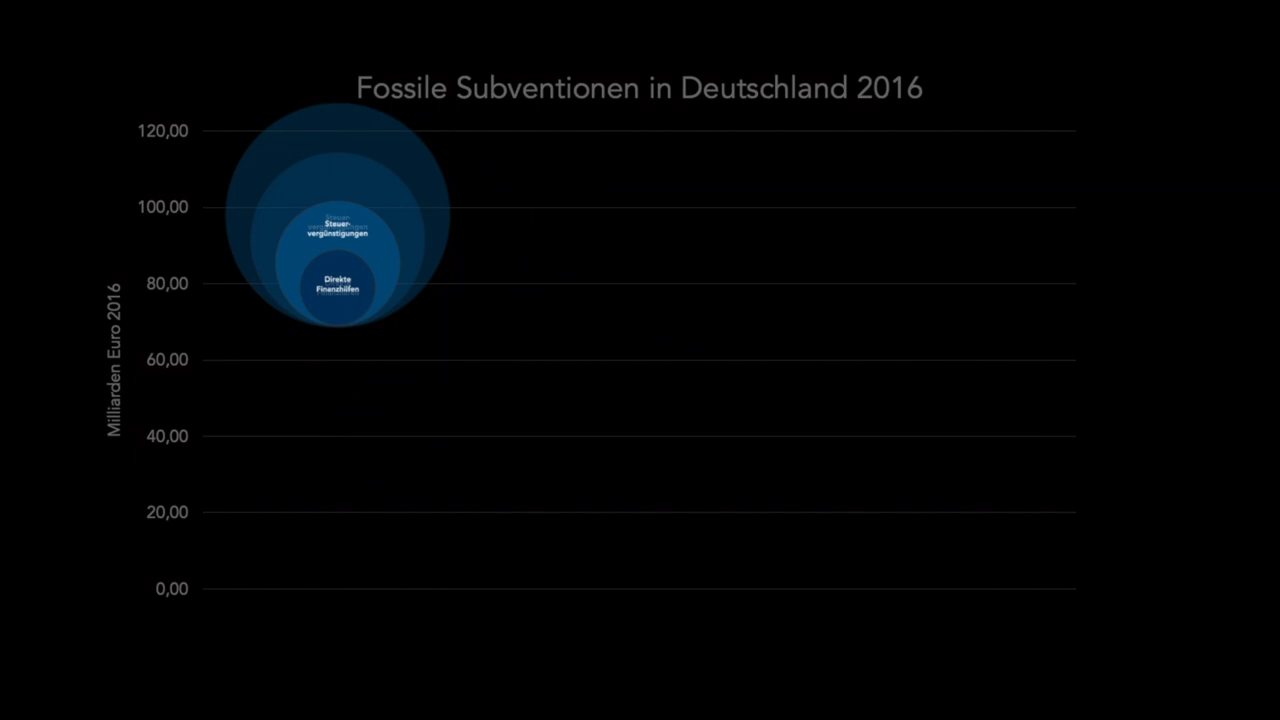 Fossile Subventionen in Deutschland 2016
120,00
100,00
80,00
60,00
40,00
20,00
0,00
Milliarden Euro 2016
Steuer-
vergünstigungen
Direkte
Finanzhilfen